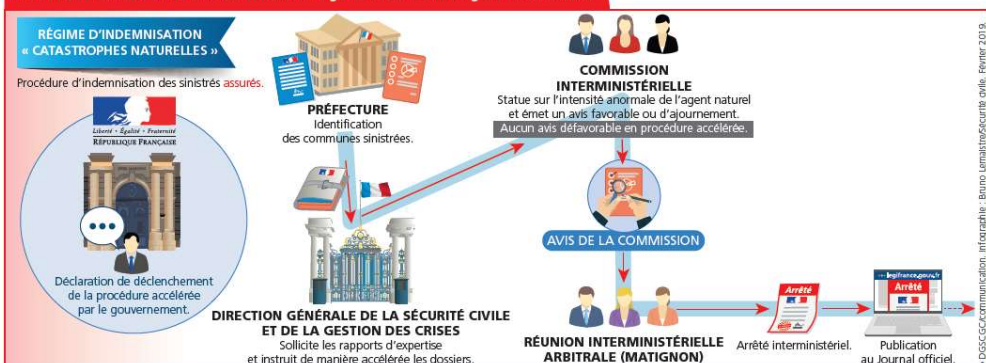 RÉGIME D'INDEMNISATION
« CATASTROPHES NATURELLES »
Procédure d'indemnisation des sinistrés assurés.
Liberté • Égalité • Fraternité
RÉPUBLIQUE FRANÇAISE
Déclaration de déclenchement
de la procédure accélérée
par le gouvernement.
PRÉFECTURE
Identification
des communes sinistrées.
DIRECTION GÉNÉRALE DE LA SÉCURITÉ CIVILE
ET DE LA GESTION DES CRISES
Sollicite les rapports d'expertise
et instruit de manière accélérée les dossiers.
COMMISSION
INTERMINISTÉRIELLE
Statue sur l'intensité anormale de l'agent naturel
et émet un avis favorable ou d'ajournement.
Aucun avis défavorable en procédure accélérée.
AVIS DE LA COMMISSION
RÉUNION INTERMINISTÉRIELLE
ARBITRALE (MATIGNON)
Arrêté
Arrêté interministériel.
legifrance.gouv.fr
Arrêté
Publication
au Journal officiel.
DGSCGC/communication. Infographie : Bruno Lemaistre/Sécurité civile. Février 2019.